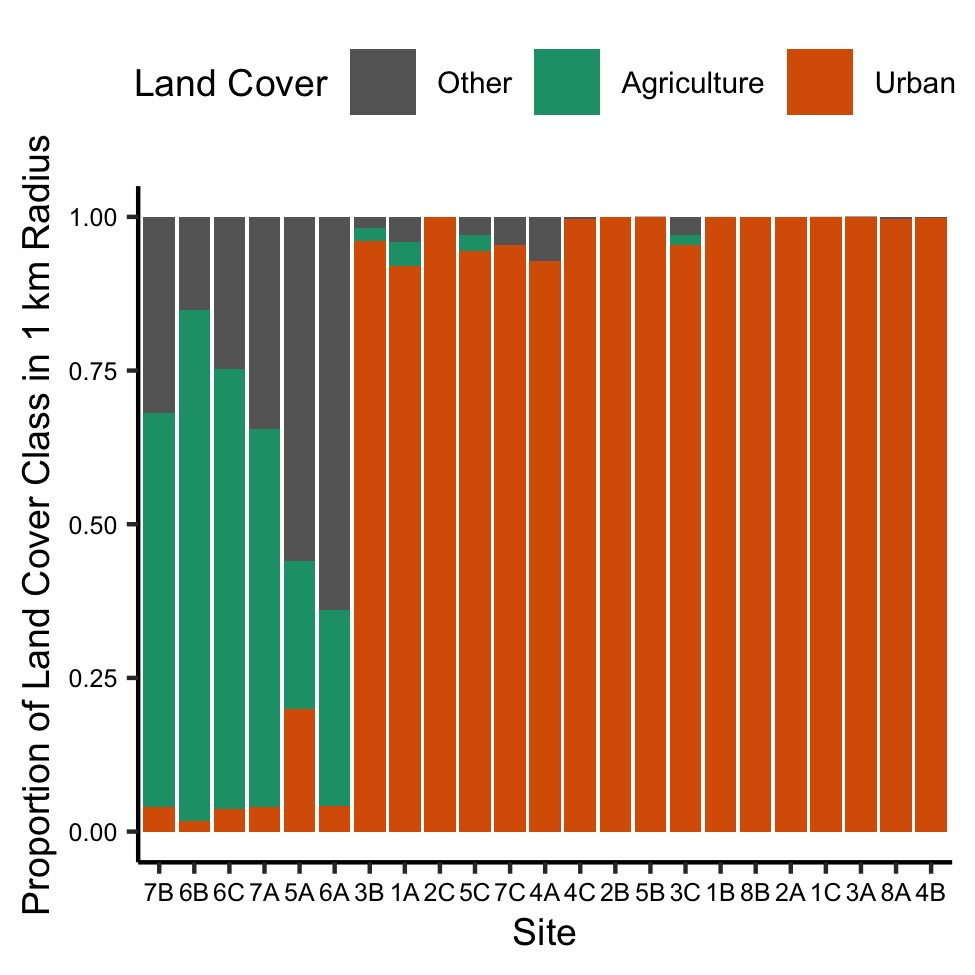 Land Cover Other Agriculture Urban
Proportion of Land Cover Class in 1 km Radius
1.00
0.75
0.50
0.25
0.00
7B 6B 6C 7A 5A 6A 3B 1A 2C 5C 7C 4A 4C 2B 5B 3C 1B 8B 2A 1C 3A 8A 4B
Site